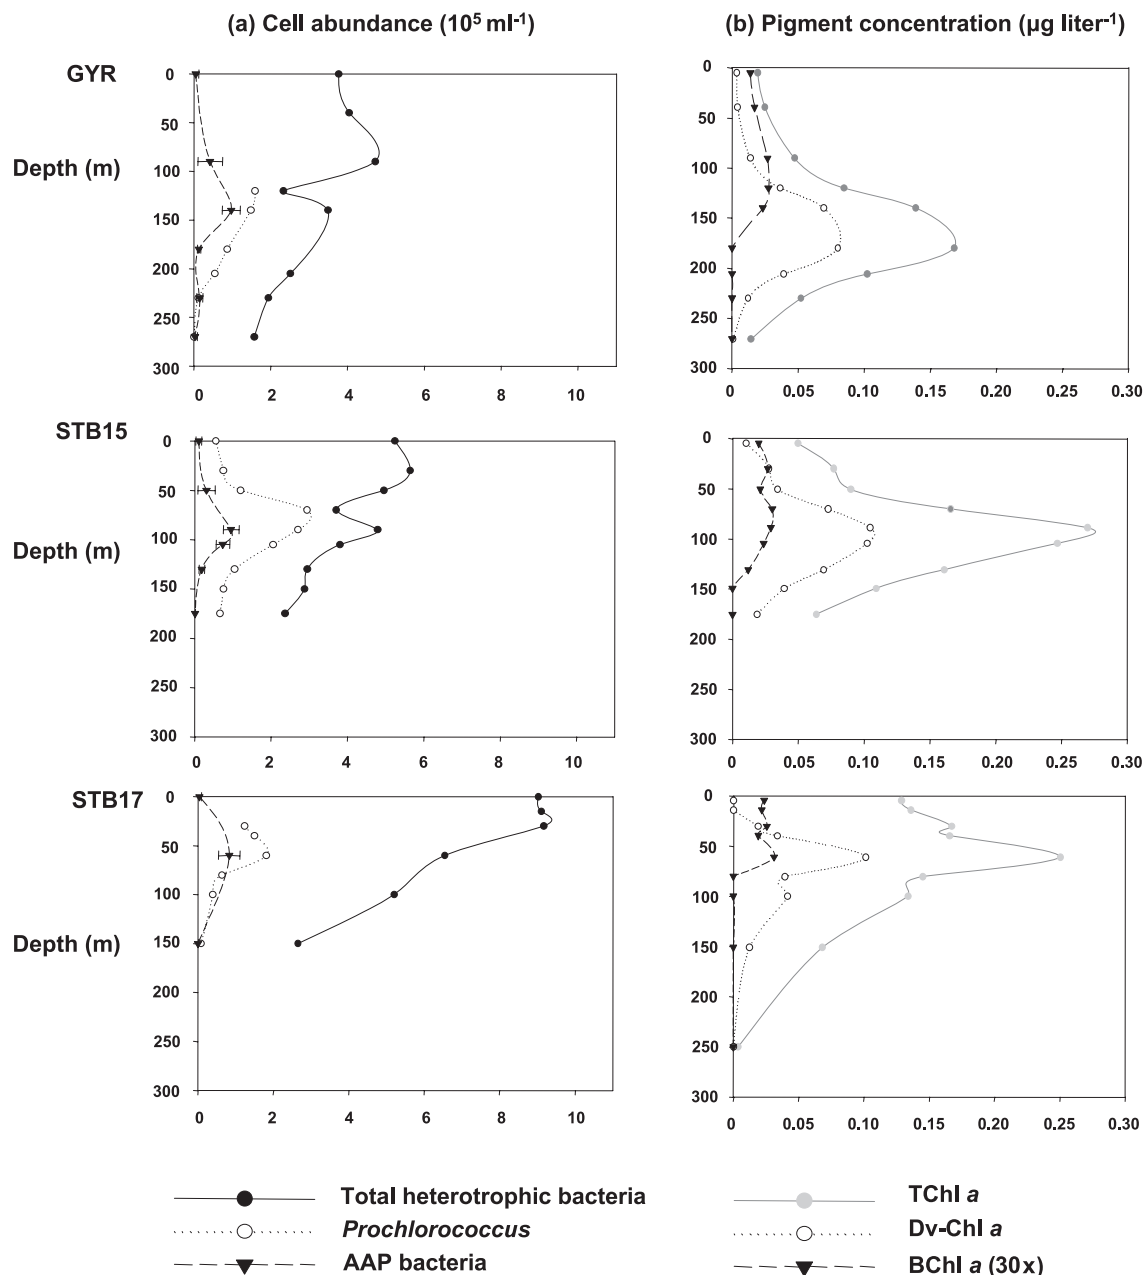 (a) Cell abundance (10⁵ ml⁻¹)
(b) Pigment concentration (µg liter⁻¹)
GYR
Depth (m)
0
50
100
150
200
250
300
0 2 4 6 8 10
0
50
100
150
200
250
300
0 0.05 0.10 0.15 0.20 0.25 0.30
STB15
Depth (m)
0
50
100
150
200
250
300
0 2 4 6 8 10
0
50
100
150
200
250
300
0 0.05 0.10 0.15 0.20 0.25 0.30
STB17
Depth (m)
0
50
100
150
200
250
300
0 2 4 6 8 10
0
50
100
150
200
250
300
0 0.05 0.10 0.15 0.20 0.25 0.30
Total heterotrophic bacteria
Prochlorococcus
AAP bacteria
TChl a
Dv-Chl a
BChl a (30x)